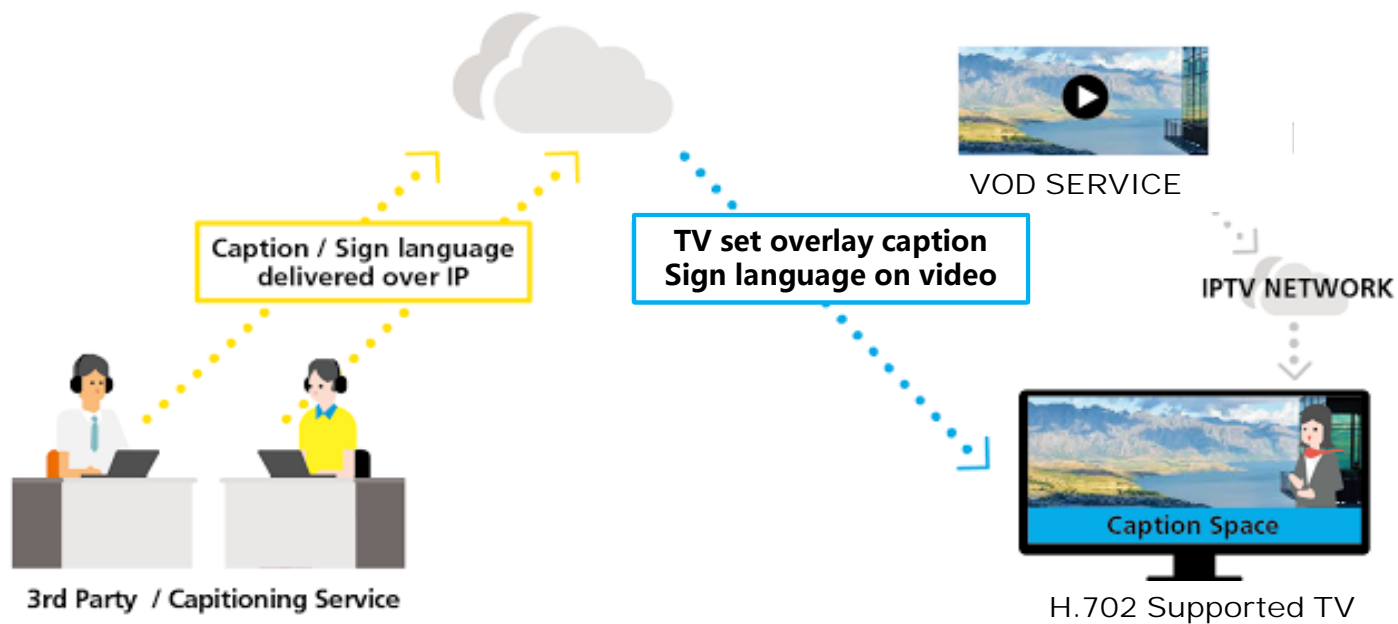 VOD SERVICE
Caption / Sign language
delivered over IP
TV set overlay caption
Sign language on video
IPTV NETWORK
Caption Space
3rd Party / Capitioning Service
H.702 Supported TV